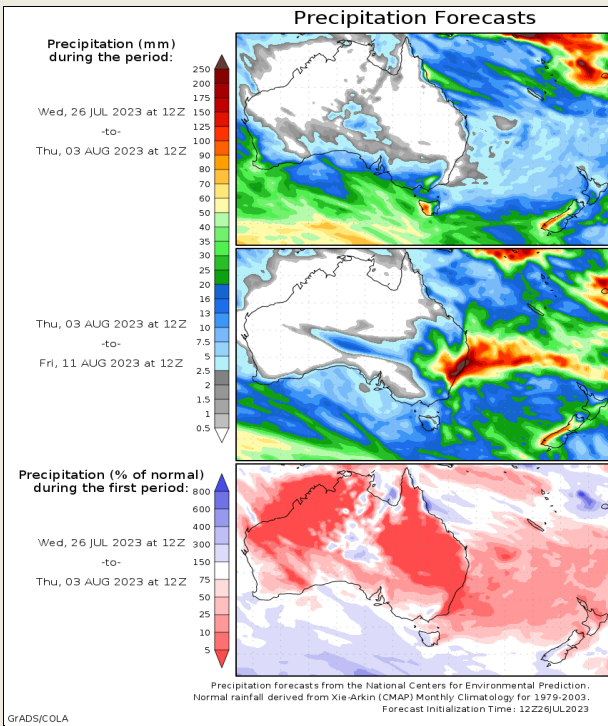 Precipitation Forecasts
Precipitation (mm)
during the period:
Wed, 26 JUL 2023 at 12Z
-to-
Thu, 03 AUG 2023 at 12Z
250
200
175
150
125
100
90
80
70
60
50
40
35
30
25
20
16
13
10
7.5
5
2.5
2
1.5
1
0.5
Thu, 03 AUG 2023 at 12Z
-to-
Fri, 11 AUG 2023 at 12Z
Precipitation (% of normal)
during the first period:
Wed, 26 JUL 2023 at 12Z
-to-
Thu, 03 AUG 2023 at 12Z
800
600
400
300
150
75
50
25
10
5
Precipitation forecasts from the National Centers for Environmental Prediction.
Normal rainfall derived from Xie-Arkin (CMAP) Monthly Climatology for 1979-2003.
Forecast Initialization Time: 12Z26JUL2023
GrADS/COLA